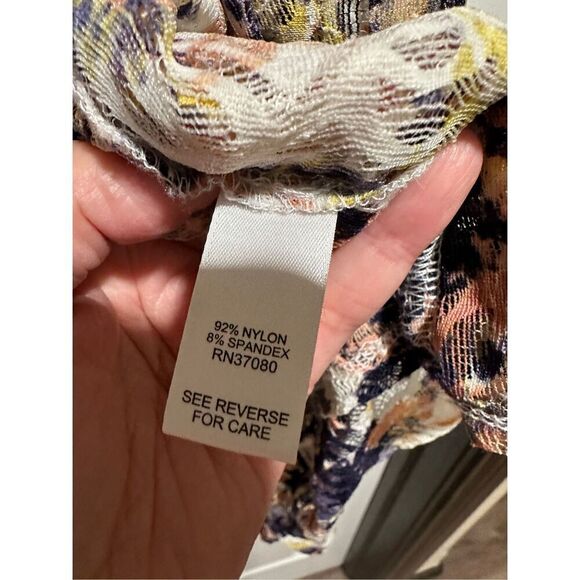 92% NYLON
8% SPANDEX
RN37080
SEE REVERSE
FOR CARE